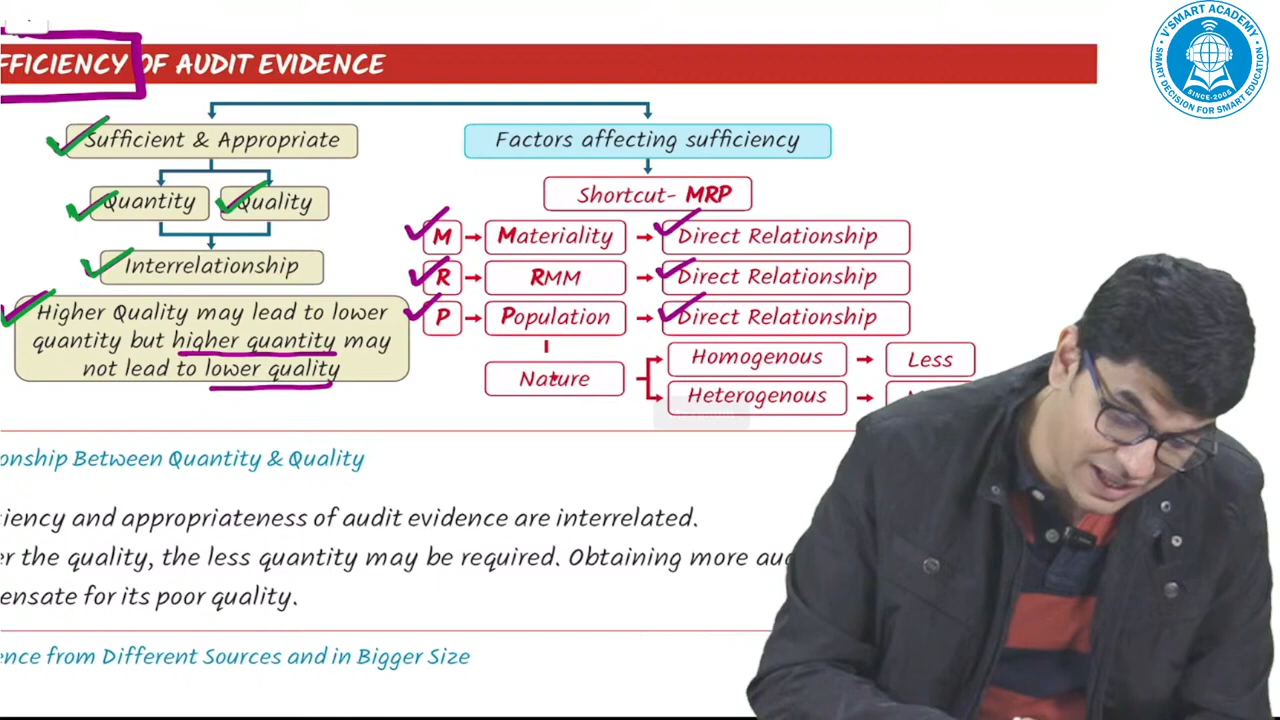 FFICIENCY OF AUDIT EVIDENCE
Sufficient & Appropriate
Quantity
Quality
Interrelationship
Higher Quality may lead to lower
quantity but higher quantity may
not lead to lower quality
Factors affecting sufficiency
Shortcut- MRP
M Materiality Direct Relationship
R RMM Direct Relationship
P Population Direct Relationship
Nature
Homogenous Less
Heterogenous
onship Between Quantity & Quality
iency and appropriateness of audit evidence are interrelated.
er the quality, the less quantity may be required. Obtaining more au
ensate for its poor quality.
ence from Different Sources and in Bigger Size
V'SMART ACADEMY
SINCE-2005
SMART DECISION FOR SMART EDUCATION